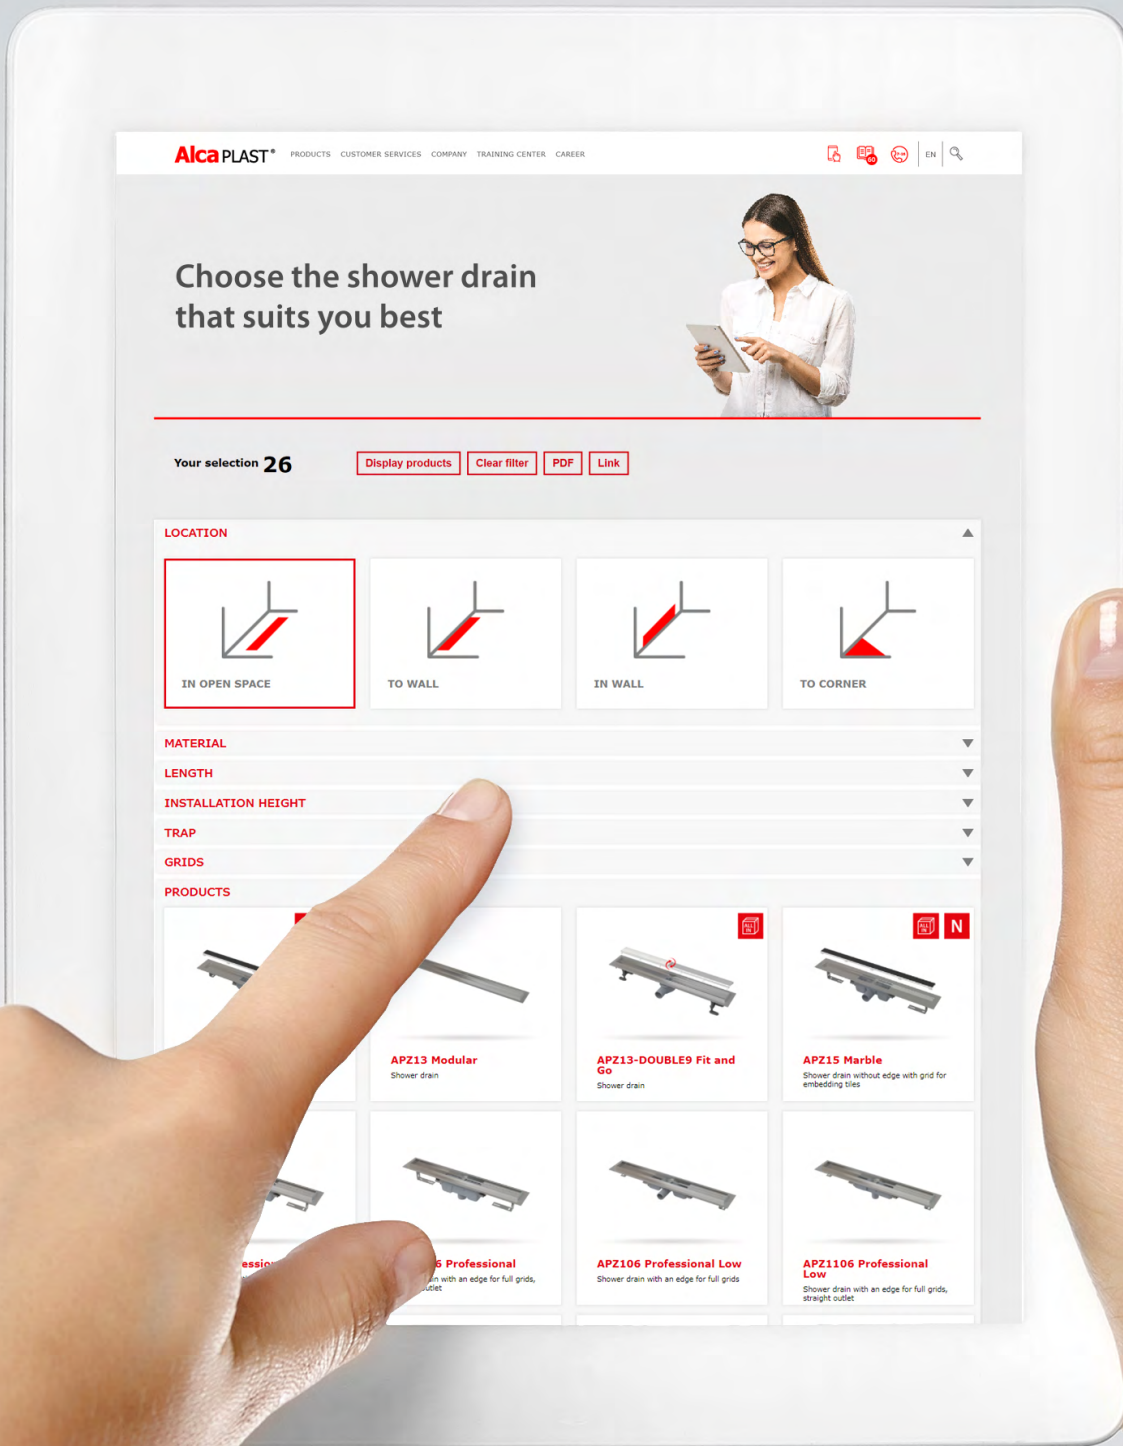 Alca PLAST®
PRODUCTS CUSTOMER SERVICES COMPANY TRAINING CENTER CAREER
60
EN
Choose the shower drain
that suits you best
Your selection 26
Display products Clear filter PDF Link
LOCATION
IN OPEN SPACE TO WALL IN WALL TO CORNER
MATERIAL
LENGTH
INSTALLATION HEIGHT
TRAP
GRIDS
PRODUCTS
ALL IN
ALL IN N
APZ13 Modular
Shower drain
APZ13-DOUBLE9 Fit and
Go
Shower drain
APZ15 Marble
Shower drain without edge with grid for
embedding tiles
6 Professional
with an edge for full grids,
APZ106 Professional Low
Shower drain with an edge for full grids
APZ1106 Professional
Low
Shower drain with an edge for full grids,
straight outlet